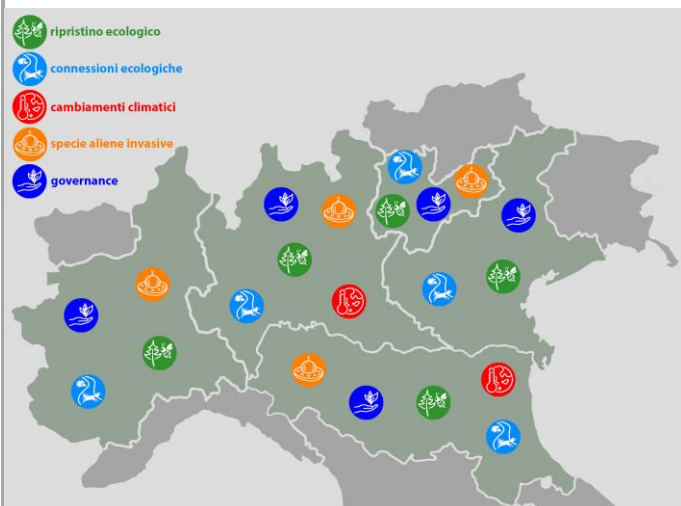 ripristino ecologico
connessioni ecologiche
cambiamenti climatici
specie aliene invasive
governance